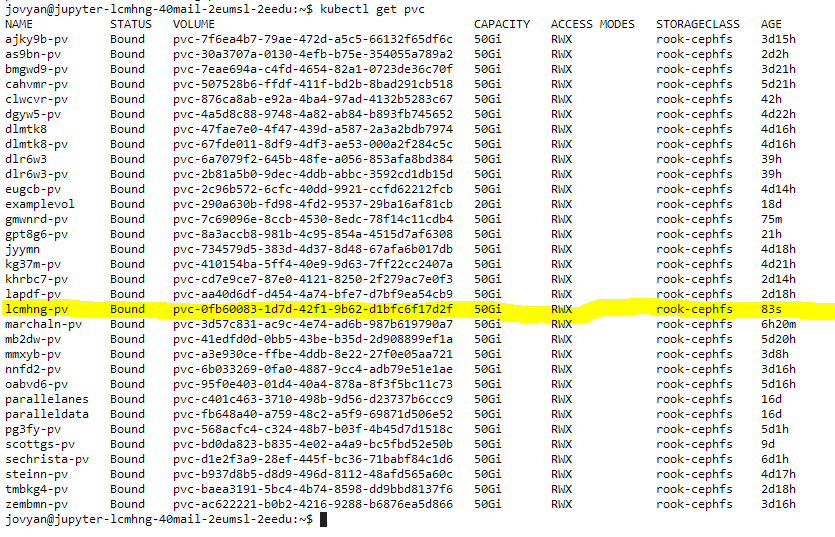 jovyan@jupyter-lcmhng-40mail-2eumsl-2eedu:~$ kubectl get pvc
NAME STATUS VOLUME CAPACITY ACCESS MODES STORAGECLASS AGE
ajky9b-pv Bound pvc-7f6ea4b7-79ae-472d-a5c5-66132f65df6c 50Gi RWX rook-cephfs 3d15h
as9bn-pv Bound pvc-30a3707a-0130-4efb-b75e-354055a789a2 50Gi RWX rook-cephfs 2d2h
bmgwd9-pv Bound pvc-7eae694a-c4fd-4654-82a1-0723de36c70f 50Gi RWX rook-cephfs 3d21h
cahvmr-pv Bound pvc-507528b6-ffdf-411f-bd2b-8bad291cb518 50Gi RWX rook-cephfs 5d21h
clwcvr-pv Bound pvc-876ca8ab-e92a-4ba4-97ad-4132b5283c67 50Gi RWX rook-cephfs 42h
dgyw5-pv Bound pvc-4a5d8c88-9748-4a82-ab84-b893fb745652 50Gi RWX rook-cephfs 4d22h
dlmtk8 Bound pvc-47fae7e0-4f47-439d-a587-2a3a2bdb7974 50Gi RWX rook-cephfs 4d16h
dlmtk8-pv Bound pvc-67fde011-8df9-4df3-ae53-000a2f284c5c 50Gi RWX rook-cephfs 4d16h
dlr6w3 Bound pvc-6a7079f2-645b-48fe-a056-853afa8bd384 50Gi RWX rook-cephfs 39h
dlr6w3-pv Bound pvc-2b81a5b0-9dec-4ddb-abbc-3592cd1db15d 50Gi RWX rook-cephfs 39h
eugcb-pv Bound pvc-2c96b572-6cfc-40dd-9921-ccfd62212fcb 50Gi RWX rook-cephfs 4d14h
examplevol Bound pvc-290a630b-fd98-4fd2-9537-29ba16af81cb 20Gi RWX rook-cephfs 18d
gmwnrd-pv Bound pvc-7c69096e-8ccb-4530-8edc-78f14c11cdb4 50Gi RWX rook-cephfs 75m
gpt8g6-pv Bound pvc-8a3accb8-981b-4c95-854a-4515d7af6308 50Gi RWX rook-cephfs 21h
jyymn Bound pvc-734579d5-383d-4d37-8d48-67afa6b017db 50Gi RWX rook-cephfs 4d18h
kg37m-pv Bound pvc-410154ba-5ff4-40e9-9d63-7ff22cc2407a 50Gi RWX rook-cephfs 4d21h
khrbc7-pv Bound pvc-cd7e9ce7-87e0-4121-8250-2f279ac7e0f3 50Gi RWX rook-cephfs 2d14h
lapdf-pv Bound pvc-aa40d6df-d454-4a74-bfe7-d7bf9ea54cb9 50Gi RWX rook-cephfs 2d18h
lcmhng-pv Bound pvc-0fb60083-1d7d-42f1-9b62-d1bfc6f17d2f 50Gi RWX rook-cephfs 83s
marchaln-pv Bound pvc-3d57c831-ac9c-4e74-ad6b-987b619790a7 50Gi RWX rook-cephfs 6h20m
mb2dw-pv Bound pvc-41edfd0d-0bb5-43be-b35d-2d908899ef1a 50Gi RWX rook-cephfs 5d20h
mmxyb-pv Bound pvc-a3e930ce-ffbe-4ddb-8e22-27f0e05aa721 50Gi RWX rook-cephfs 3d8h
nnfd2-pv Bound pvc-6b033269-0fa0-4887-9cc4-adb79e51e1ae 50Gi RWX rook-cephfs 3d16h
oabvd6-pv Bound pvc-95f0e403-01d4-40a4-878a-8f3f5bc11c73 50Gi RWX rook-cephfs 5d16h
parallelanes Bound pvc-c401c463-3710-498b-9d56-d23737b6ccc9 50Gi RWX rook-cephfs 16d
paralleldata Bound pvc-fb648a40-a759-48c2-a5f9-69871d506e52 50Gi RWX rook-cephfs 16d
pg3fy-pv Bound pvc-568acfc4-c324-48b7-b03f-4b45d7d1518c 50Gi RWX rook-cephfs 5d1h
scottgs-pv Bound pvc-bd0da823-b835-4e02-a4a9-bc5fbd52e50b 50Gi RWX rook-cephfs 9d
sechrista-pv Bound pvc-d1e2f3a9-28ef-445f-bc36-71babf84c1d6 50Gi RWX rook-cephfs 6d1h
steinn-pv Bound pvc-b937d8b5-d8d9-496d-8112-48afd565a60c 50Gi RWX rook-cephfs 4d17h
tmbkg4-pv Bound pvc-baea3191-5bc4-4b74-8598-dd9bbd8137f6 50Gi RWX rook-cephfs 2d18h
zembmn-pv Bound pvc-ac622221-b0b2-4216-9288-b6876ea5d866 50Gi RWX rook-cephfs 3d16h
jovyan@jupyter-lcmhng-40mail-2eumsl-2eedu:~$